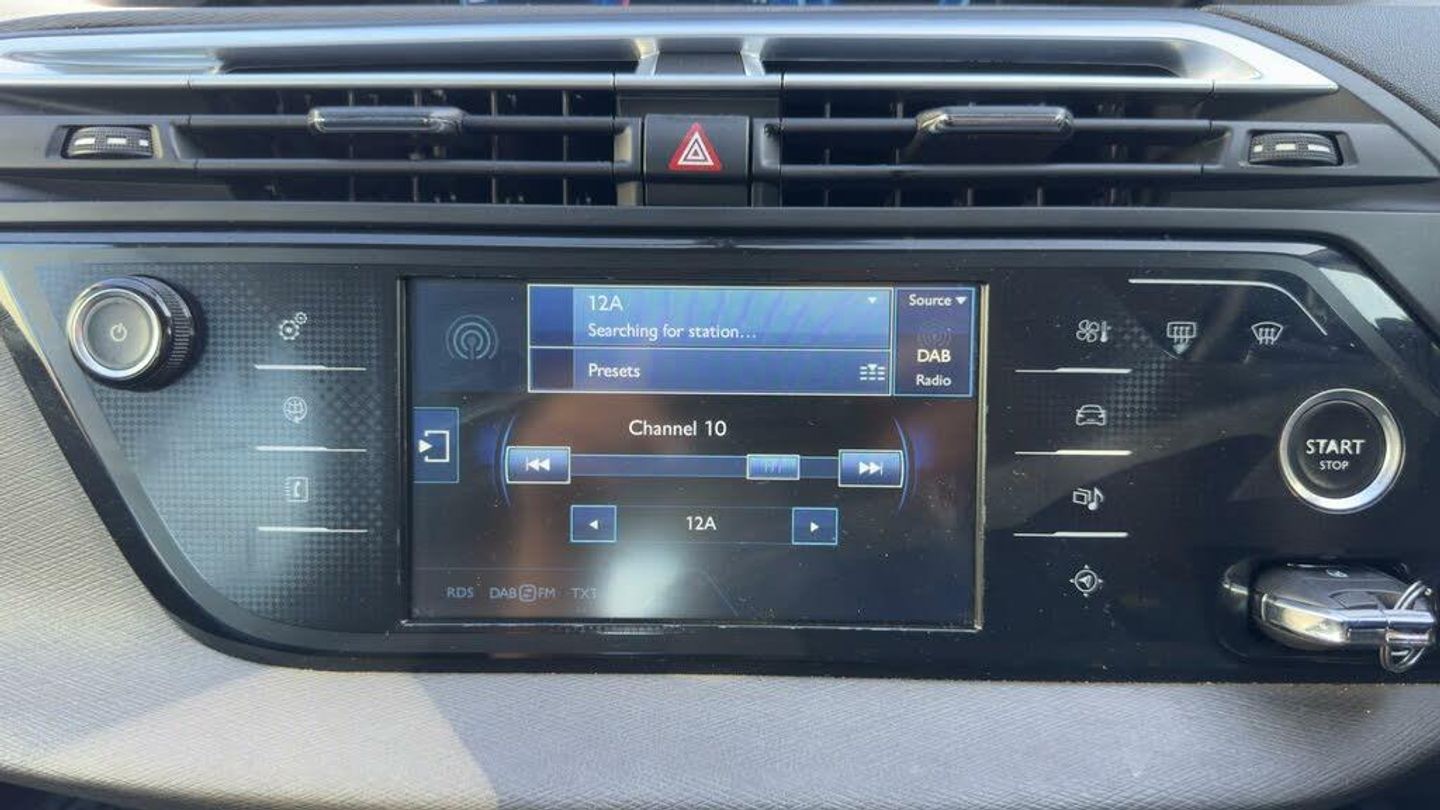 12A
Source
Searching for station...
DAB
Presets
Radio
Channel 10
12A
RDS DAB FM
START
STOP